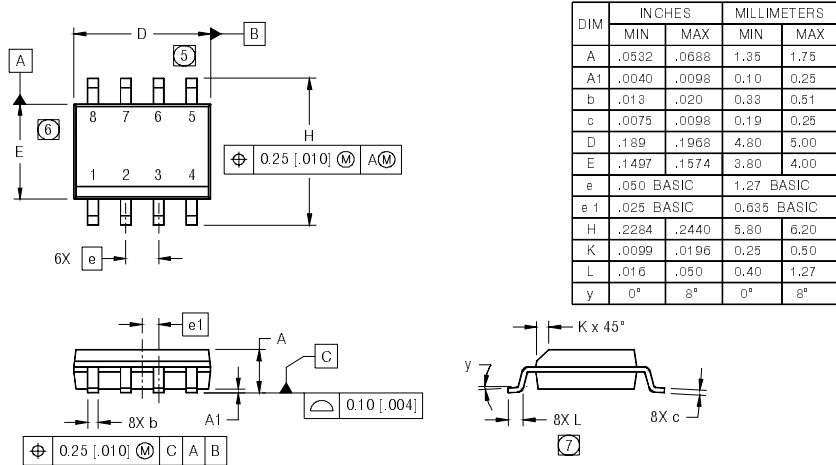 D
B
5
A
6
E
8 7 6 5
1 2 3 4
H
0.25 [.010] M A M
6X e
DIM INCHES MILLIMETERS
MIN MAX MIN MAX
A .0532 .0688 1.35 1.75
A1 .0040 .0098 0.10 0.25
b .013 .020 0.33 0.51
c .0075 .0098 0.19 0.25
D .189 .1968 4.80 5.00
E .1497 .1574 3.80 4.00
e .050 BASIC 1.27 BASIC
e 1 .025 BASIC 0.635 BASIC
H .2284 .2440 5.80 6.20
K .0099 .0196 0.25 0.50
L .016 .050 0.40 1.27
y 0° 8° 0° 8°
e1
A
C
A1
0.10 [.004]
8X b
0.25 [.010] M C A B
K x 45°
y
8X L
7
8X c